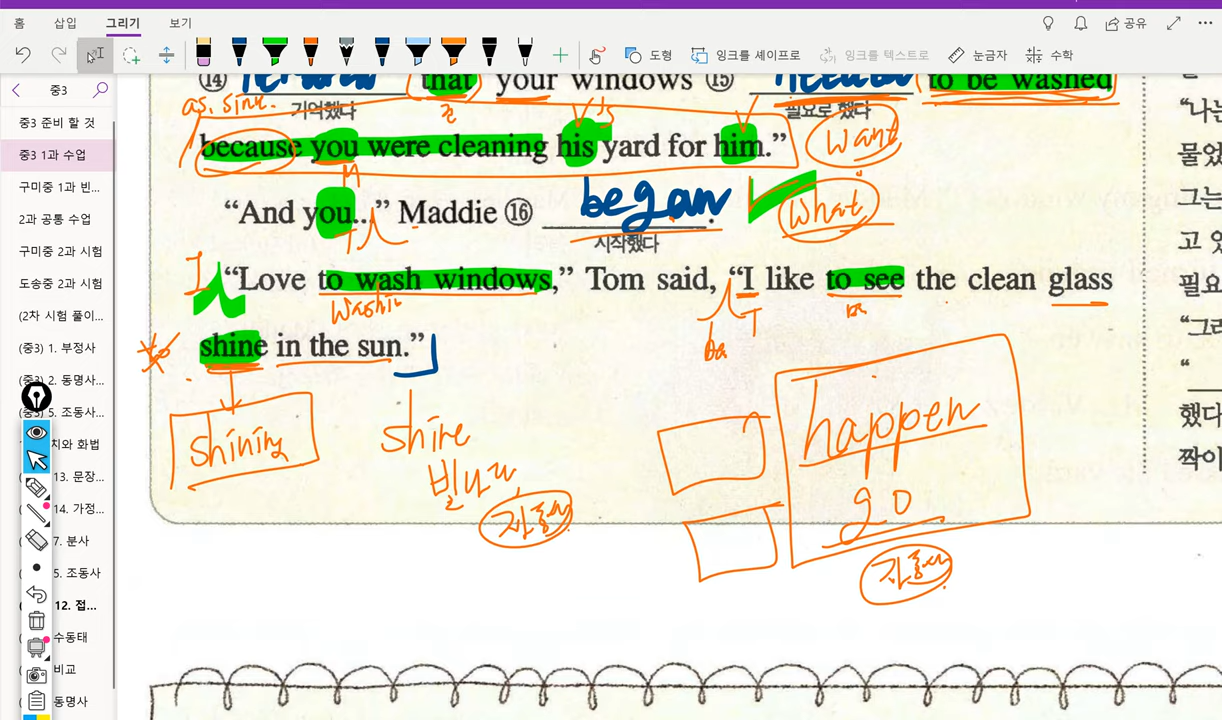 홈 삽입 그리기 보기
공유
도형 잉크를 셰이프로 잉크를 텍스트로 눈금자 수학
중3
중3 준비 할 것
중3 1과 수업
구미중 1과 빈...
2과 공통 수업
구미중 2과 시험
도송중 2과 시험
(2차 시험 풀이...
(중3) 1. 부정사
(중3) 2. 동명사...
5. 조동사...
치와 화법
13. 문장
14. 가정
7. 분사
5. 조동사
12. 접...
수동태
비교
동명사
⑭ that your windows ⑮ needed to be washed
as. since.
기억했다
필요로 했다
because you were cleaning his yard for him.”
want
“And you...” Maddie ⑯ began.
시작했다
what
I
“Love to wash windows,” Tom said, “I like to see the clean glass
shine in the sun.”
shining
shine
빛나다
자동사
happen
go
자동사
“나는
물었
그는
고 있
필요
“그리
“
했다
짝이